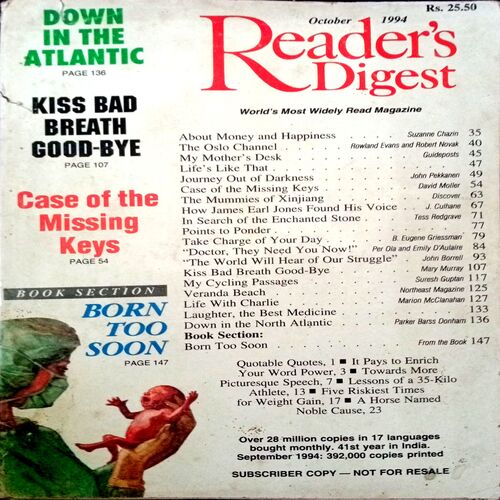 DOWN
IN THE
ATLANTIC
PAGE 136
KISS BAD
BREATH
GOOD-BYE
PAGE 107
Case of the
Missing
Keys
PAGE 54
BOOK SECTION
BORN
TOO
SOON
PAGE 147
Rs. 25.50
October 1994
Reader's
Digest
World's Most Widely Read Magazine
About Money and Happiness . . . . . Suzanne Chazin 35
The Oslo Channel . . . . Rowland Evans and Robert Novak 40
My Mother's Desk . . . . . Guideposts 45
Life's Like That . . . . . 47
Journey Out of Darkness . . . . . John Pekkanen 49
Case of the Missing Keys . . . . . David Moller 54
The Mummies of Xinjiang . . . . . Discover, 63
How James Earl Jones Found His Voice . . J. Culhane 67
In Search of the Enchanted Stone . . Tess Redgrave 71
Points to Ponder . . . . . 77
Take Charge of Your Day . . . . B. Eugene Griessman 79
"Doctor, They Need You Now!" . . Per Ola and Emily D'Aulaire 84
"The World Will Hear of Our Struggle" . . John Borrell 93
Kiss Bad Breath Good-Bye . . . . . Mary Murray 107
My Cycling Passages . . . . . Suresh Guptan 117
Veranda Beach . . . . . Northeast Magazine 125
Life With Charlie . . . . . Marion McClanahan 127
Laughter, the Best Medicine . . . . . 133
Down in the North Atlantic . . . . Parker Barss Donham 136
Book Section:
Born Too Soon . . . . . From the Book 147
Quotable Quotes, 1 ■ It Pays to Enrich
Your Word Power, 3 ■ Towards More
Picturesque Speech, 7 ■ Lessons of a 35-Kilo
Athlete, 13 ■ Five Riskiest Times
for Weight Gain, 17 ■ A Horse Named
Noble Cause, 23
Over 28 million copies in 17 languages
bought monthly. 41st year in India.
September 1994: 392,000 copies printed
SUBSCRIBER COPY — NOT FOR RESALE